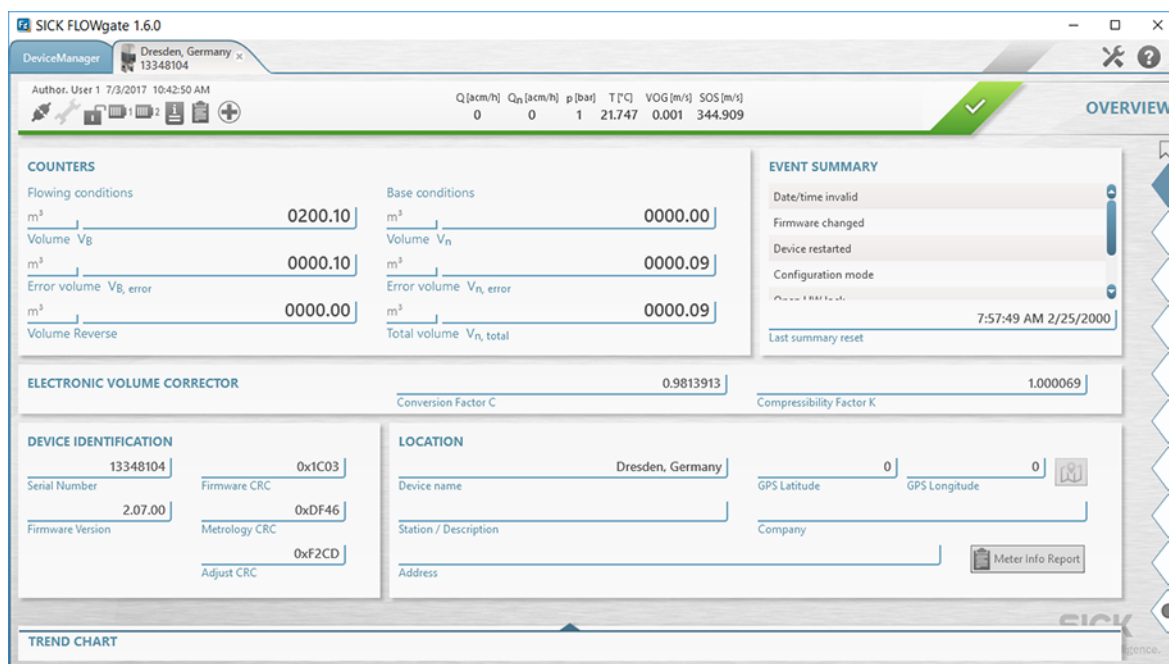 SICK FLOWgate 1.6.0
DeviceManager
Dresden, Germany
13348104
Author. User 1 7/3/2017 10:42:50 AM
Q [acm/h] Qn [acm/h] p [bar] T [°C] VOG [m/s] SOS [m/s]
0 0 1 21.747 0.001 344.909
OVERVIEW
COUNTERS
Flowing conditions
m³ 0200.10
Volume VB
m³ 0000.10
Error volume VB, error
m³ 0000.00
Volume Reverse
Base conditions
m³ 0000.00
Volume Vn
m³ 0000.09
Error volume Vn, error
m³ 0000.09
Total volume Vn, total
EVENT SUMMARY
Date/time invalid
Firmware changed
Device restarted
Configuration mode
Open HW lock
7:57:49 AM 2/25/2000
Last summary reset
ELECTRONIC VOLUME CORRECTOR
0.9813913
Conversion Factor C
1.000069
Compressibility Factor K
DEVICE IDENTIFICATION
13348104
Serial Number
0x1C03
Firmware CRC
2.07.00
Firmware Version
0xDF46
Metrology CRC
0xF2CD
Adjust CRC
LOCATION
Dresden, Germany
Device name
0
GPS Latitude
0
GPS Longitude
Station / Description
Company
Address
Meter Info Report
SICK
TREND CHART